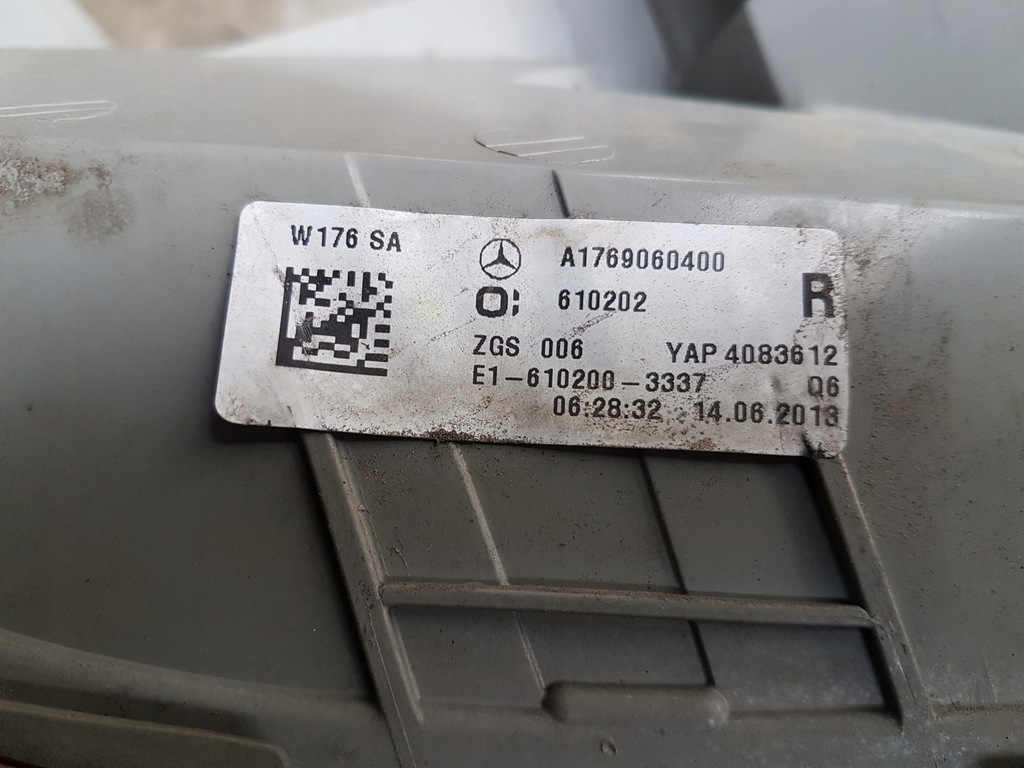 W176 SA
A1769060400
610202
R
ZGS 006 YAP 4083612
E1-610200-3337 Q6
06:28:32 14.06.2013